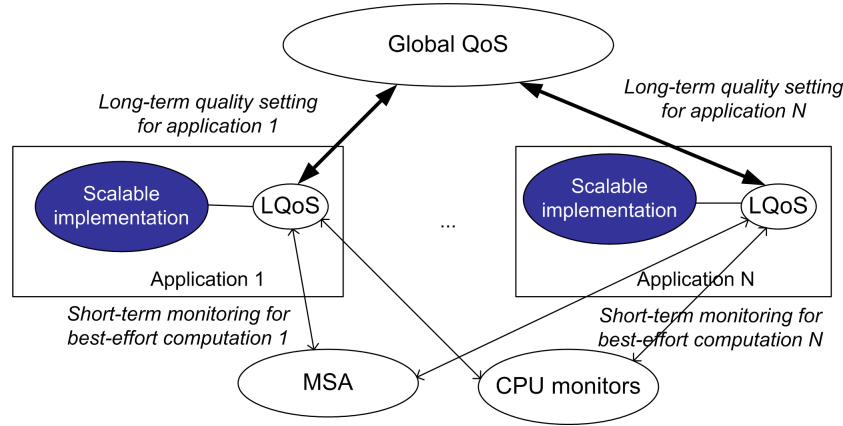 Global QoS
Long-term quality setting
for application 1
Long-term quality setting
for application N
Scalable
implementation
LQoS
Application 1
...
Scalable
implementation
LQoS
Application N
Short-term monitoring for
best-effort computation 1
Short-term monitoring for
best-effort computation N
MSA
CPU monitors